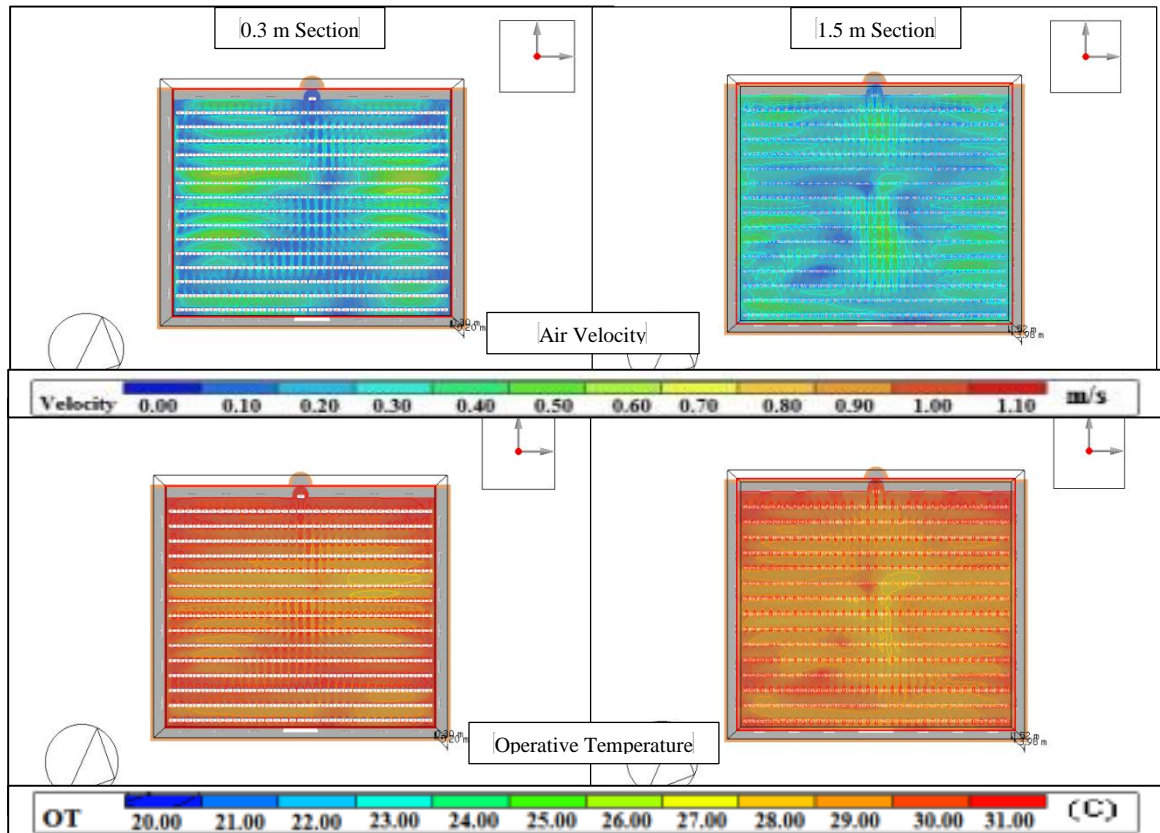 0.3 m Section
1.5 m Section
Air Velocity
Velocity 0.00 0.10 0.20 0.30 0.40 0.50 0.60 0.70 0.80 0.90 1.00 1.10 m/s
Operative Temperature
OT 20.00 21.00 22.00 23.00 24.00 25.00 26.00 27.00 28.00 29.00 30.00 31.00 (C)